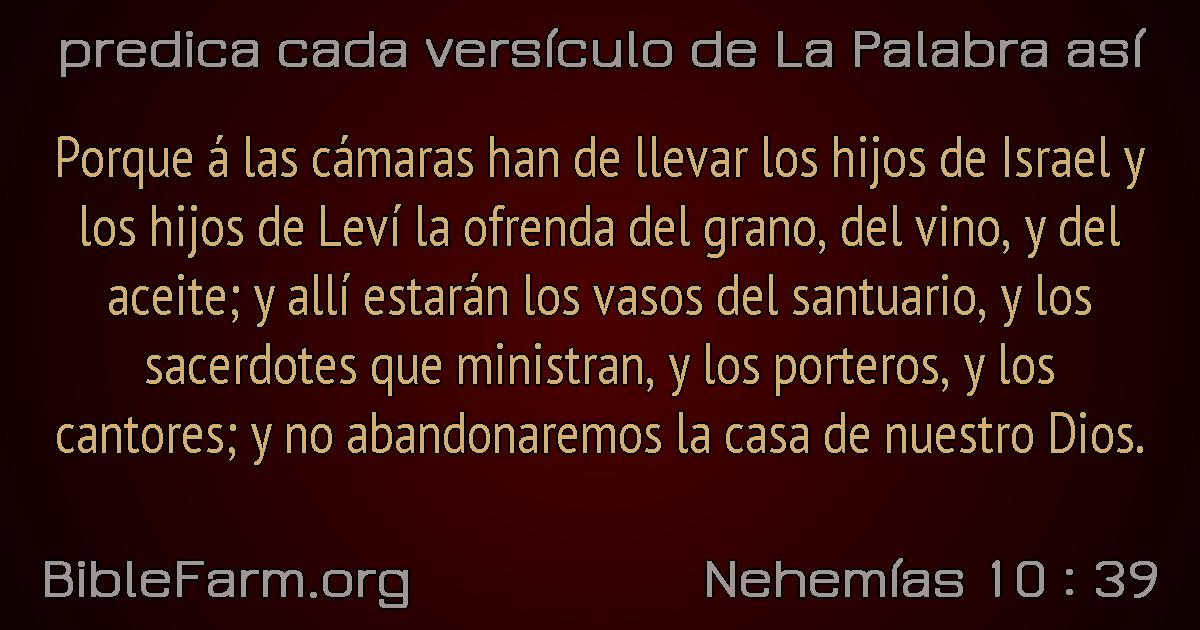 predica cada versículo de La Palabra así
Porque á las cámaras han de llevar los hijos de Israel y
los hijos de Leví la ofrenda del grano, del vino, y del
aceite; y allí estarán los vasos del santuario, y los
sacerdotes que ministran, y los porteros, y los
cantores; y no abandonaremos la casa de nuestro Dios.
BibleFarm.org
Nehemías 10 : 39